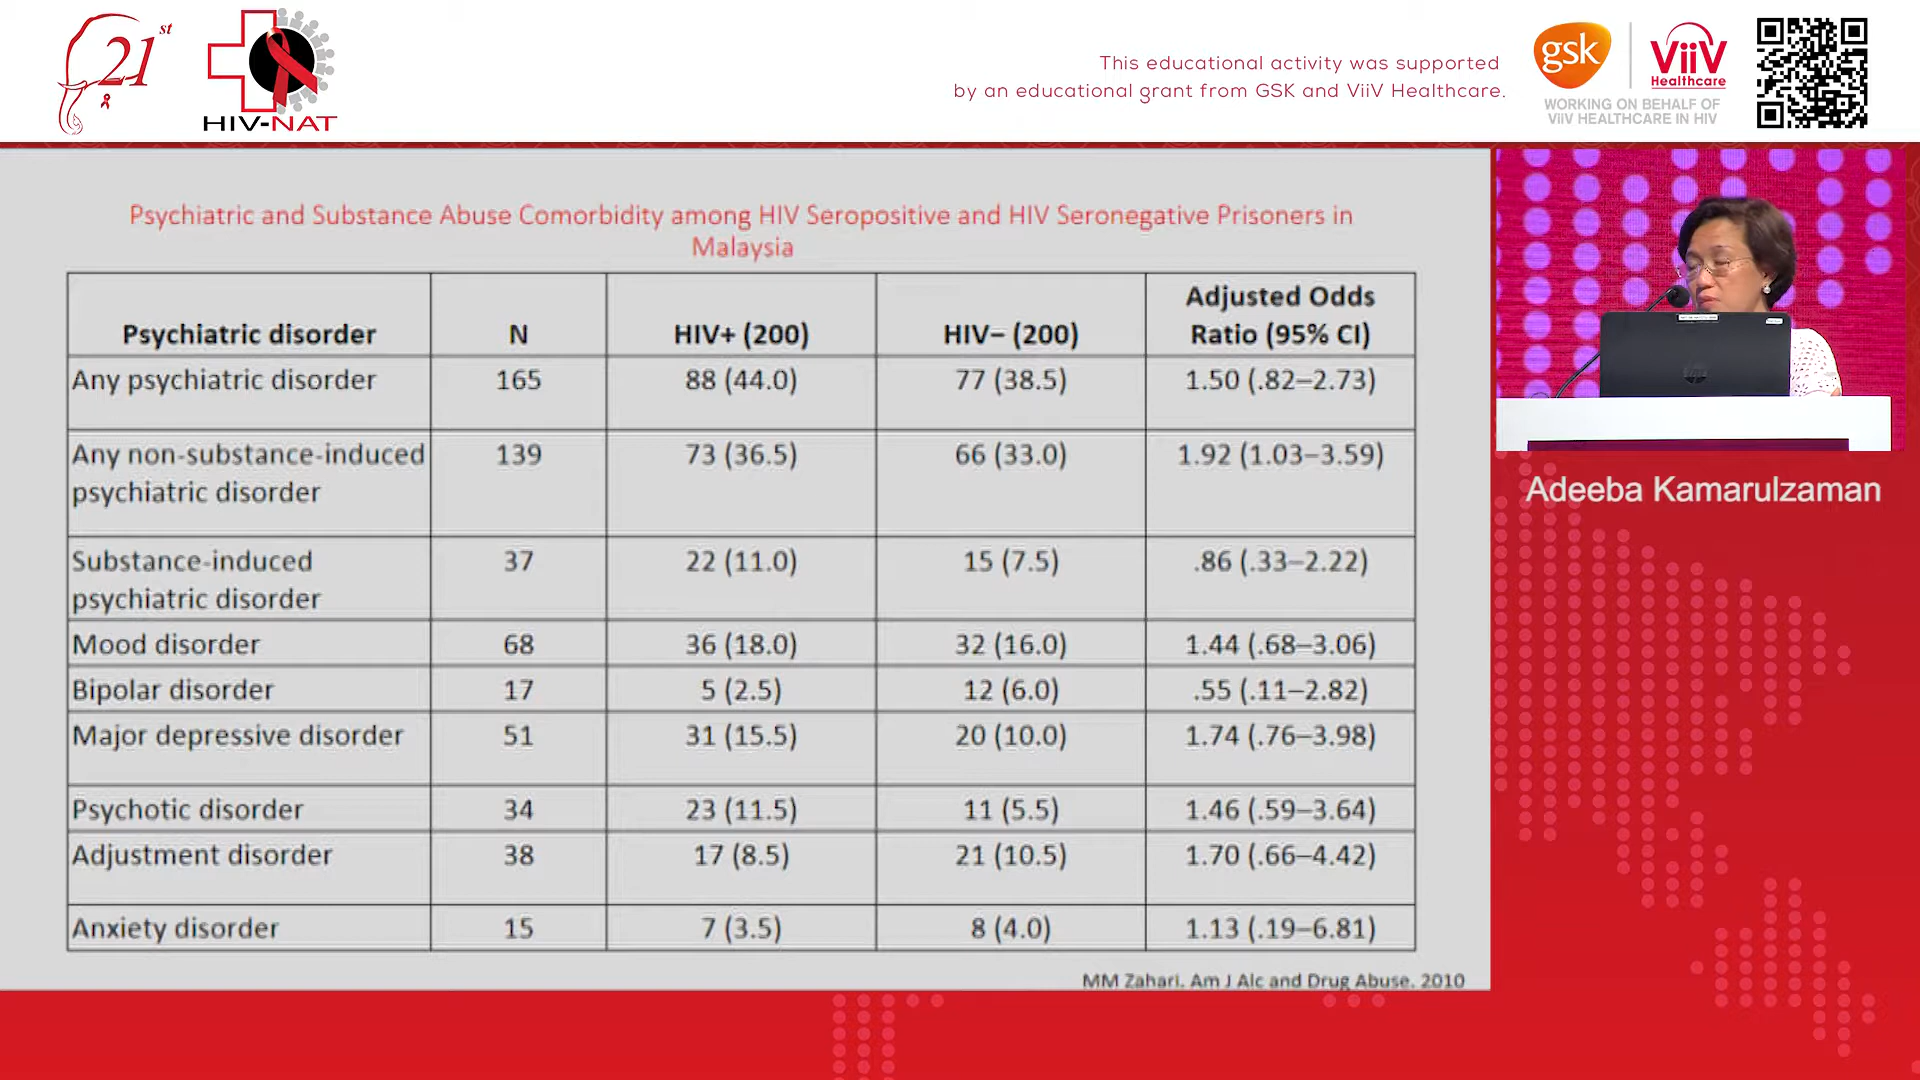 21st
HIV-NAT
This educational activity was supported
by an educational grant from GSK and ViiV Healthcare.
gsk
ViiV
Healthcare
WORKING ON BEHALF OF
ViiV HEALTHCARE IN HIV
Psychiatric and Substance Abuse Comorbidity among HIV Seropositive and HIV Seronegative Prisoners in
Malaysia
Psychiatric disorder N HIV+ (200) HIV– (200) Adjusted Odds
Ratio (95% CI)
Any psychiatric disorder 165 88 (44.0) 77 (38.5) 1.50 (.82–2.73)
Any non-substance-induced 139 73 (36.5) 66 (33.0) 1.92 (1.03–3.59)
psychiatric disorder
Substance-induced 37 22 (11.0) 15 (7.5) .86 (.33–2.22)
psychiatric disorder
Mood disorder 68 36 (18.0) 32 (16.0) 1.44 (.68–3.06)
Bipolar disorder 17 5 (2.5) 12 (6.0) .55 (.11–2.82)
Major depressive disorder 51 31 (15.5) 20 (10.0) 1.74 (.76–3.98)
Psychotic disorder 34 23 (11.5) 11 (5.5) 1.46 (.59–3.64)
Adjustment disorder 38 17 (8.5) 21 (10.5) 1.70 (.66–4.42)
Anxiety disorder 15 7 (3.5) 8 (4.0) 1.13 (.19–6.81)
MM Zahari. Am J Alc and Drug Abuse. 2010
Adeeba Kamarulzaman